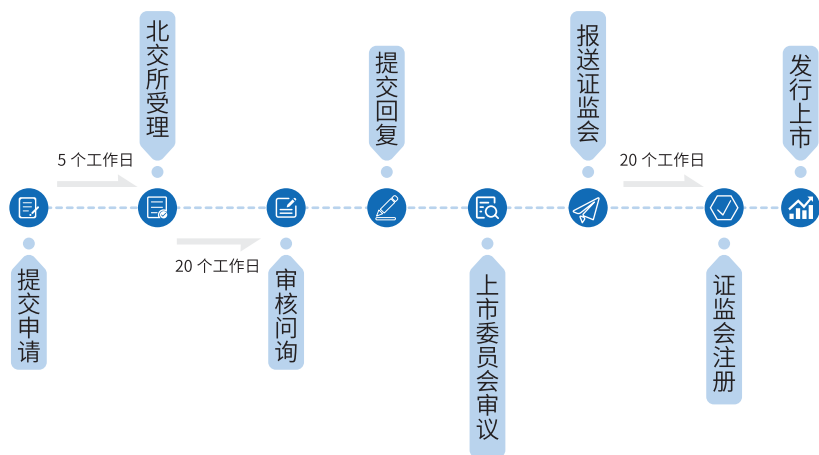 提交申请
5 个工作日
北交所受理
20 个工作日
审核问询
提交回复
上市委员会审议
报送证监会
20 个工作日
证监会注册
发行上市